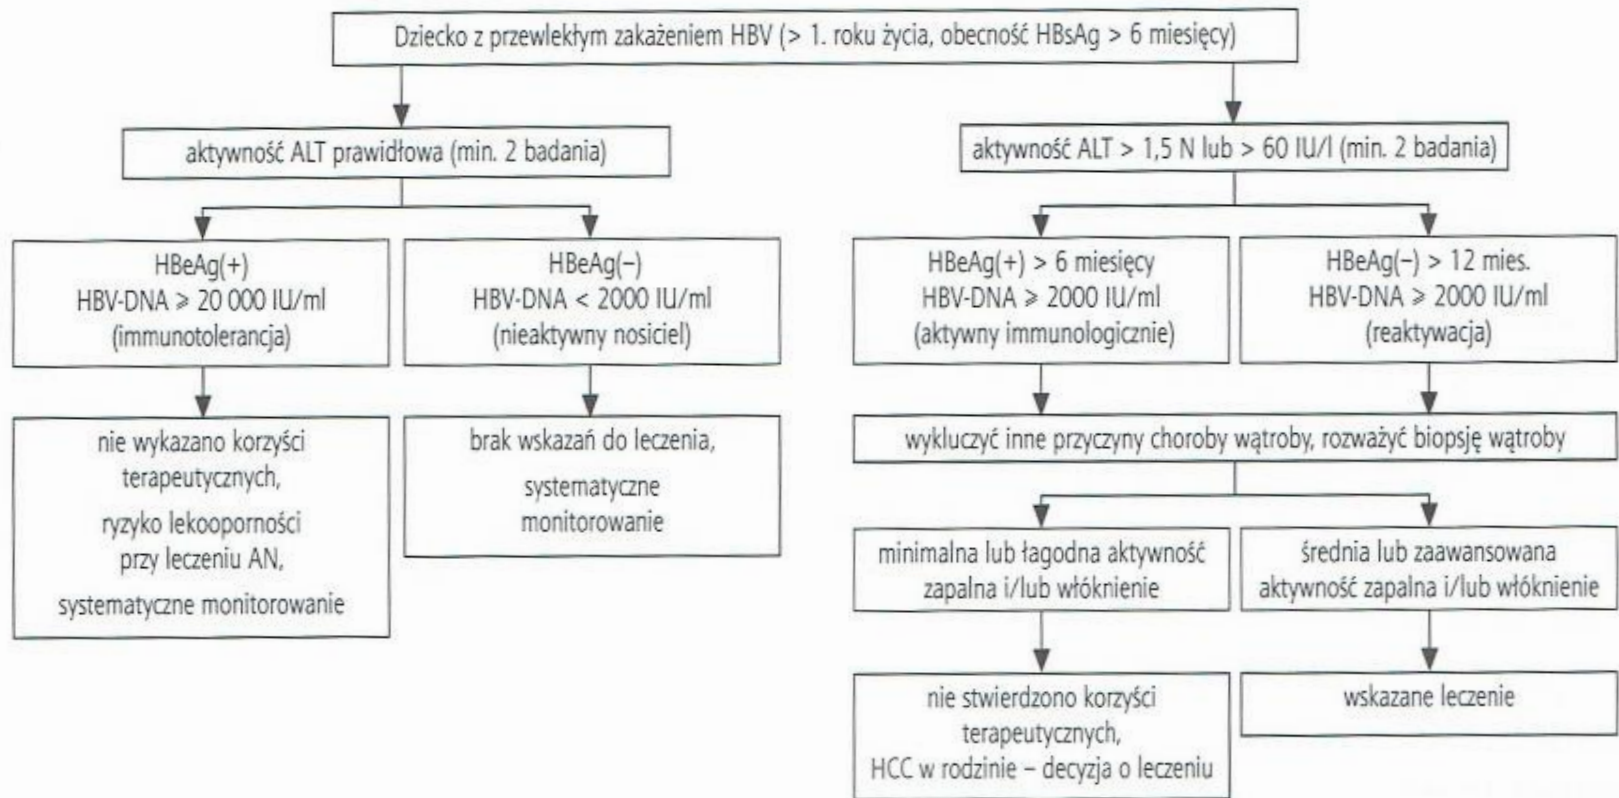 Dziecko z przewlekłym zakażeniem HBV (> 1. roku życia, obecność HBsAg > 6 miesięcy)
aktywność ALT prawidłowa (min. 2 badania)
aktywność ALT > 1,5 N lub > 60 IU/l (min. 2 badania)
HBeAg(+)
HBV-DNA ⩾ 20 000 IU/ml
(immunotolerancja)
HBeAg(−)
HBV-DNA < 2000 IU/ml
(nieaktywny nosiciel)
HBeAg(+) > 6 miesięcy
HBV-DNA ⩾ 2000 IU/ml
(aktywny immunologicznie)
HBeAg(−) > 12 mies.
HBV-DNA ⩾ 2000 IU/ml
(reaktywacja)
nie wykazano korzyści
terapeutycznych,
ryzyko lekooporności
przy leczeniu AN,
systematyczne monitorowanie
brak wskazań do leczenia,
systematyczne
monitorowanie
wykluczyć inne przyczyny choroby wątroby, rozważyć biopsję wątroby
minimalna lub łagodna aktywność
zapalna i/lub włóknienie
średnia lub zaawansowana
aktywność zapalna i/lub włóknienie
nie stwierdzono korzyści
terapeutycznych,
HCC w rodzinie – decyzja o leczeniu
wskazane leczenie